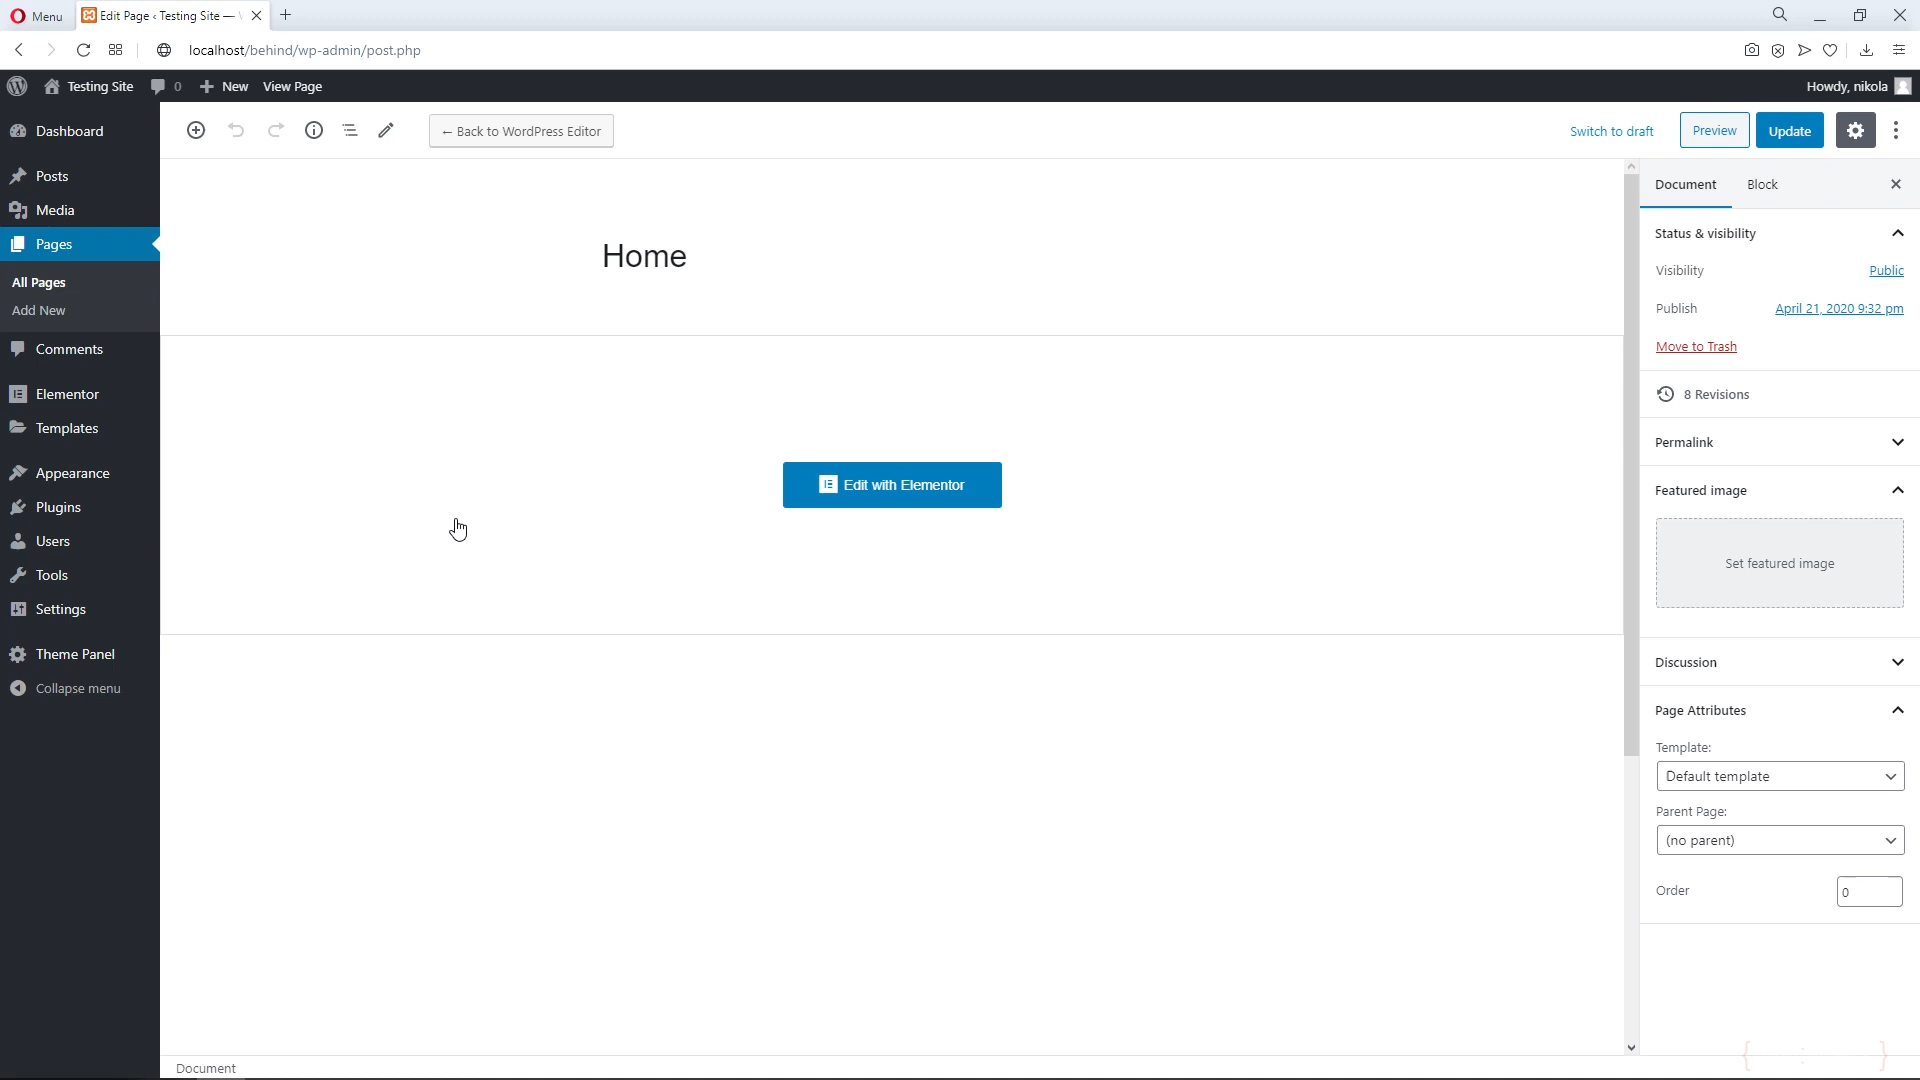 Menu
Edit Page ‹ Testing Site —
localhost/behind/wp-admin/post.php
Testing Site
0
New
View Page
Howdy, nikola
Dashboard
Posts
Media
Pages
All Pages
Add New
Comments
Elementor
Templates
Appearance
Plugins
Users
Tools
Settings
Theme Panel
Collapse menu
← Back to WordPress Editor
Switch to draft
Preview
Update
Home
Edit with Elementor
Document
Document
Block
Status & visibility
Visibility
Public
Publish
April 21, 2020 9:32 pm
Move to Trash
8 Revisions
Permalink
Featured image
Set featured image
Discussion
Page Attributes
Template:
Default template
Parent Page:
(no parent)
Order
0